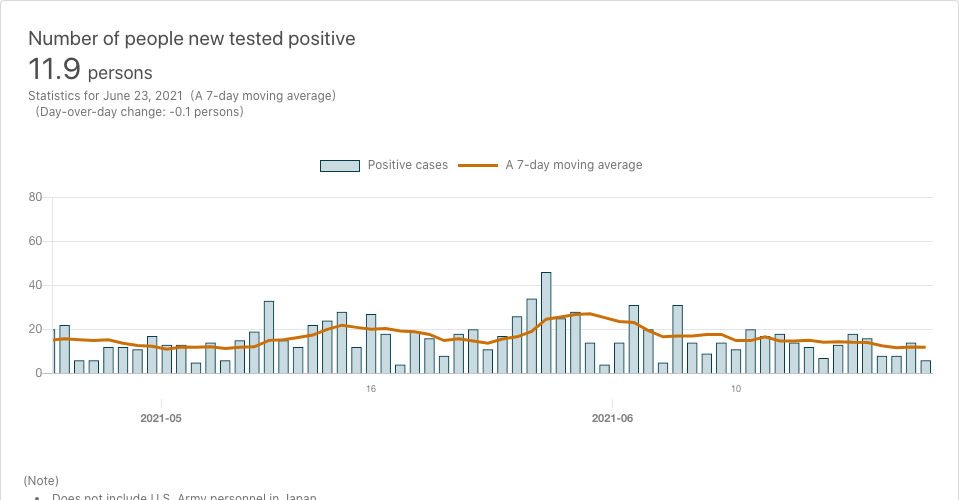 Number of people new tested positive
11.9 persons
Statistics for June 23, 2021 (A 7-day moving average)
(Day-over-day change: -0.1 persons)
Positive cases A 7-day moving average
80
60
40
20
0
16 10
2021-05 2021-06
(Note)
• Does not include U.S. Army personnel in Japan